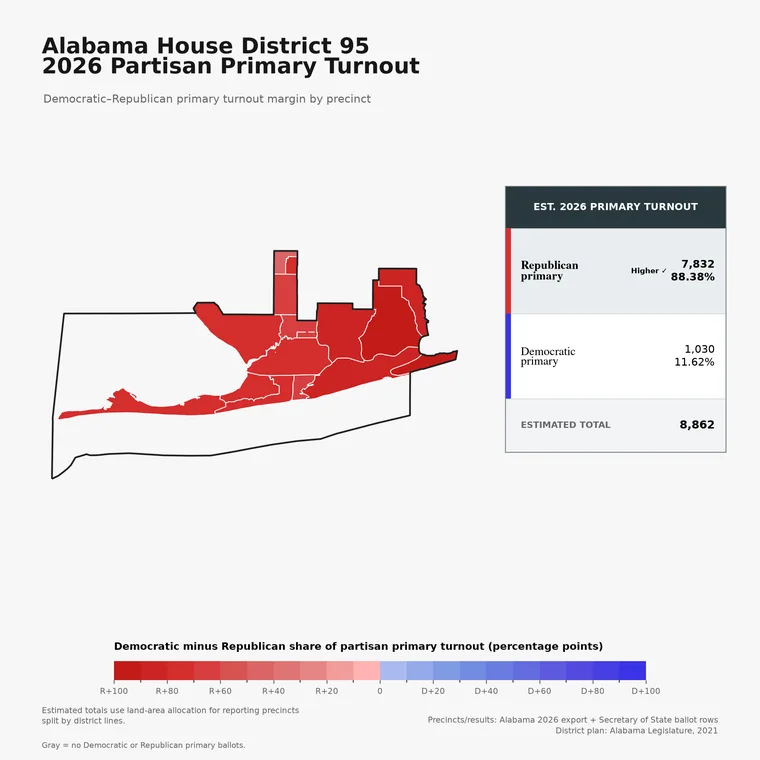 Alabama House District 95
2026 Partisan Primary Turnout
Democratic–Republican primary turnout margin by precinct
EST. 2026 PRIMARY TURNOUT
Republican
primary
Higher ✓
7,832
88.38%
Democratic
primary
1,030
11.62%
ESTIMATED TOTAL
8,862
Democratic minus Republican share of partisan primary turnout (percentage points)
R+100 R+80 R+60 R+40 R+20 0 D+20 D+40 D+60 D+80 D+100
Estimated totals use land-area allocation for reporting precincts
split by district lines.
Gray = no Democratic or Republican primary ballots.
Precincts/results: Alabama 2026 export + Secretary of State ballot rows
District plan: Alabama Legislature, 2021